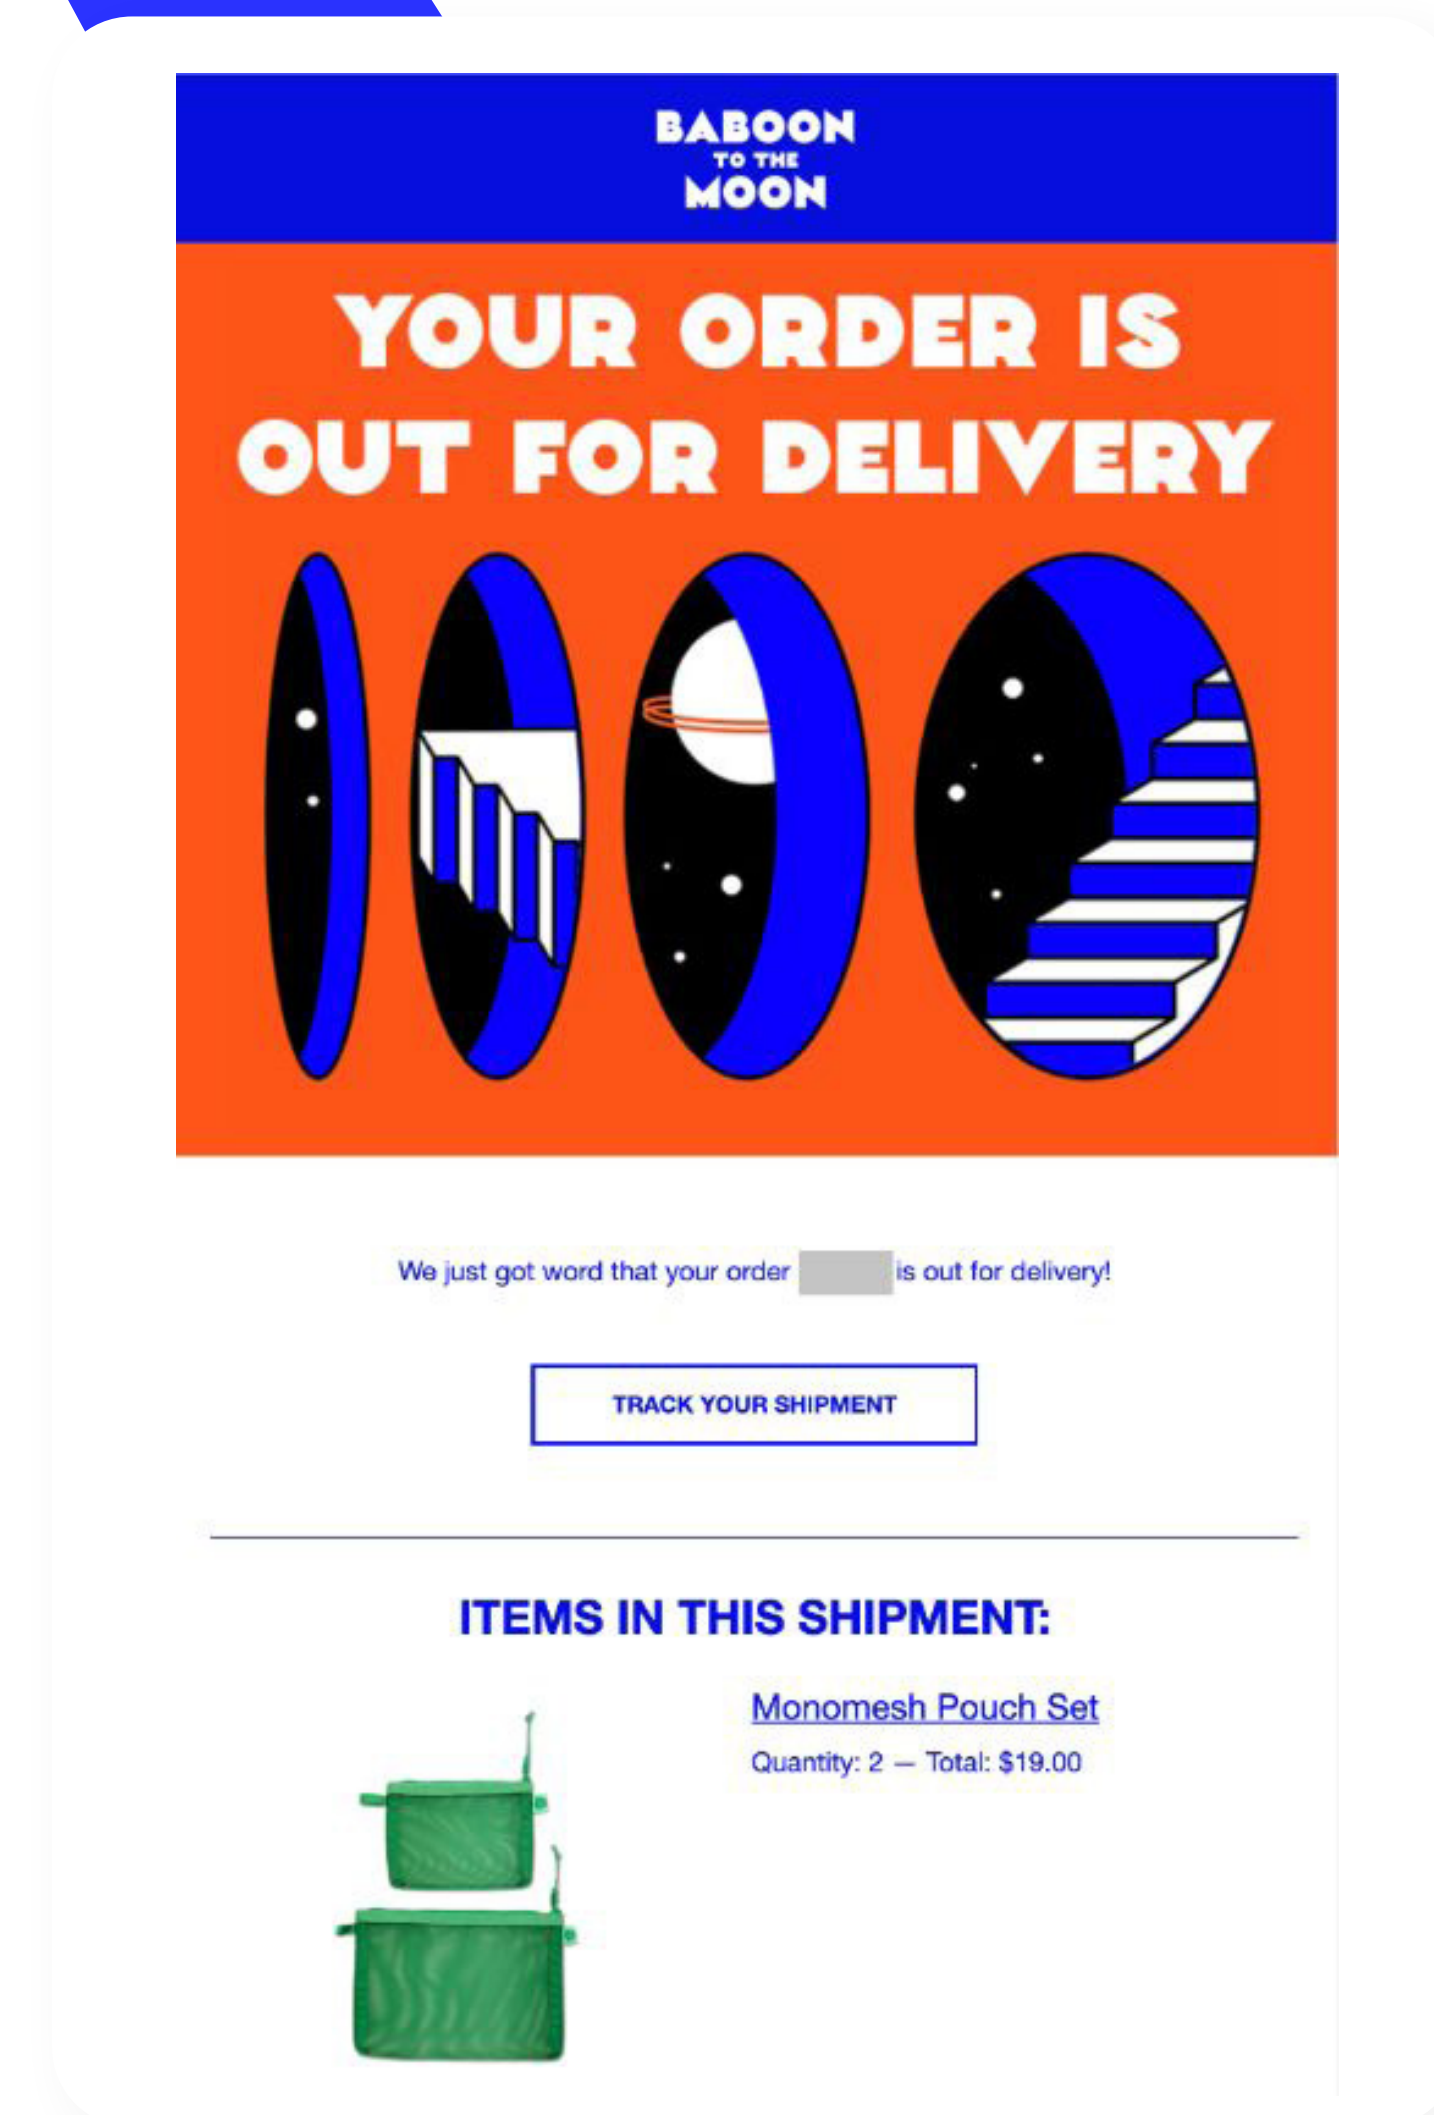 BABOON
TO THE
MOON
YOUR ORDER IS
OUT FOR DELIVERY
We just got word that your order is out for delivery!
TRACK YOUR SHIPMENT
ITEMS IN THIS SHIPMENT:
Monomesh Pouch Set
Quantity: 2 — Total: $19.00